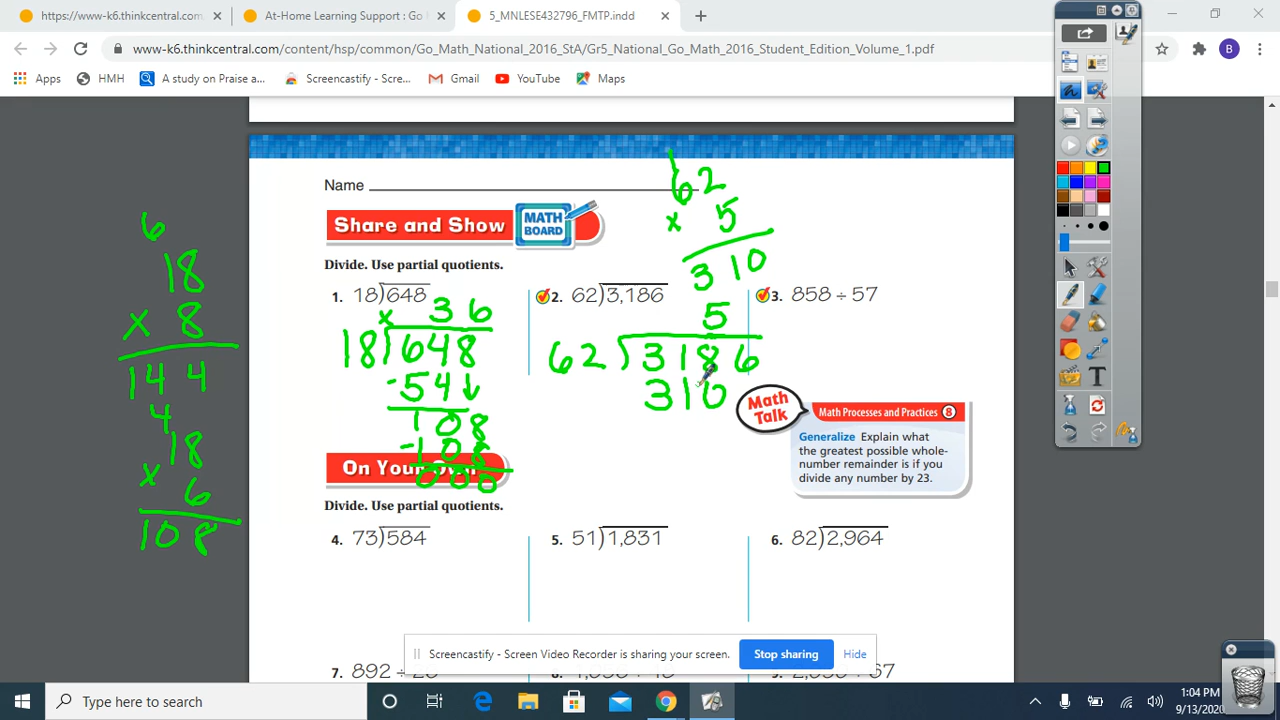 https://www-k6.thinkcentral.com/
At-Home Learning Support
5_MNLESE432796_FMTP.indd
www-k6.thinkcentral.com/content/hsp/common/Go_Math_National_2016_StA/Gr5_National_Go_Math_2016_Student_Edition_Volume_1.pdf
B
Apps
HMH
A study on Praise a...
Screencastify - Scre...
Gmail
YouTube
Maps
Name
Share and Show
MATH BOARD
Divide. Use partial quotients.
1. 18)648
2. 62)3,186
3. 858 ÷ 57
1
62
x 5
310
6
18
x 8
144
4
18
x 6
108
x 36
18)648
-541
108
-108
000
5
62)3186
310
Math Talk
Math Processes and Practices 8
Generalize Explain what
the greatest possible whole-
number remainder is if you
divide any number by 23.
On Your Own
Divide. Use partial quotients.
4. 73)584
5. 51)1,831
6. 82)2,964
7. 892 ÷
Screencastify - Screen Video Recorder is sharing your screen.
Stop sharing
Hide
T
Type here to search
1:04 PM
9/13/2020